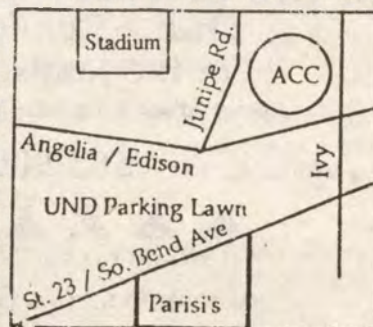 Stadium
Junipe Rd.
ACC
Angelia / Edison
Ivy
UND Parking Lawn
St. 23 / So. Bend Ave
Parisi's